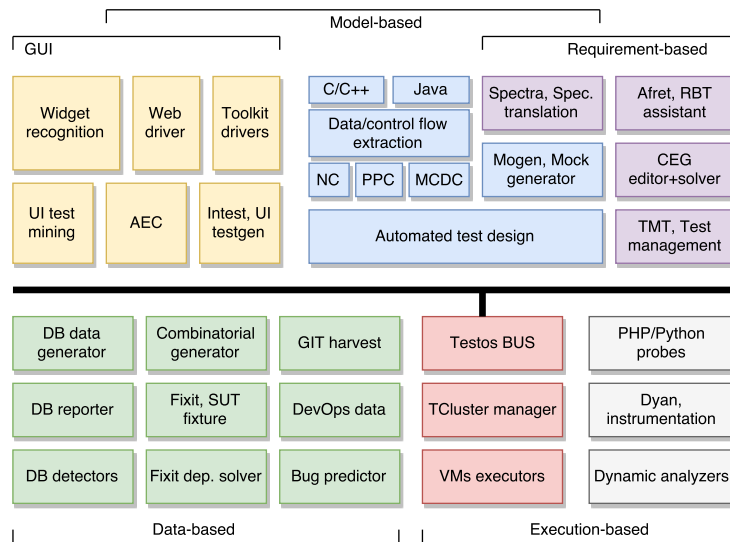 Model-based
GUI
Requirement-based
Widget
recognition
Web
driver
Toolkit
drivers
C/C++
Java
Data/control flow
extraction
NC
PPC
MCDC
Spectra, Spec.
translation
Afret, RBT
assistant
Mogen, Mock
generator
CEG
editor+solver
UI test
mining
AEC
Intest, UI
testgen
Automated test design
TMT, Test
management
DB data
generator
Combinatorial
generator
GIT harvest
Testos BUS
PHP/Python
probes
DB reporter
Fixit, SUT
fixture
DevOps data
TCluster manager
Dyan,
instrumentation
DB detectors
Fixit dep. solver
Bug predictor
VMs executors
Dynamic analyzers
Data-based
Execution-based